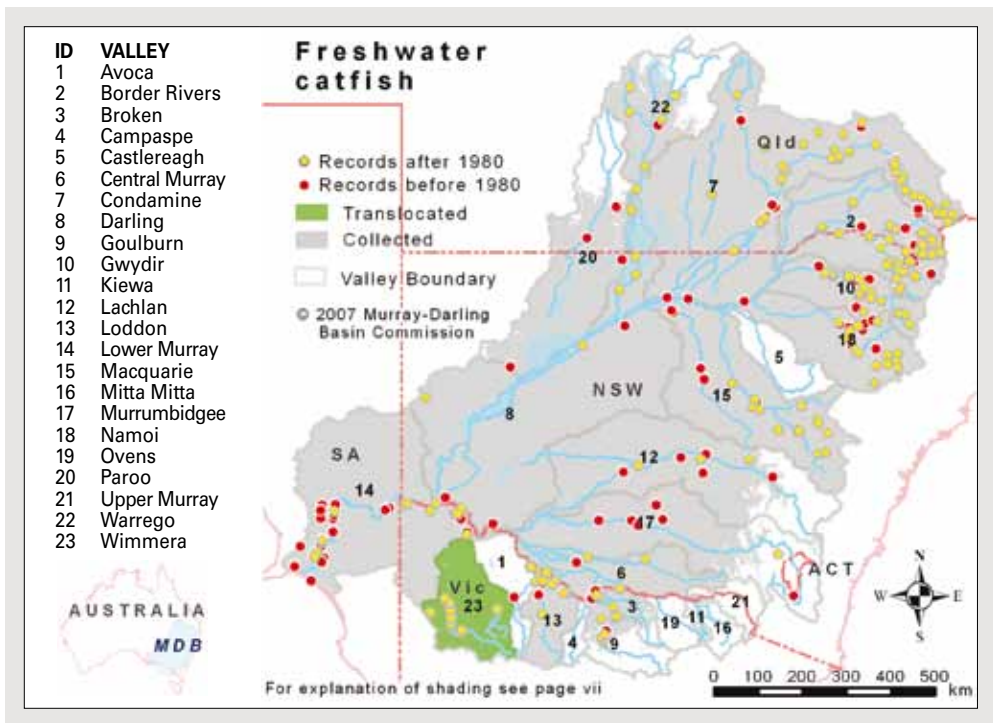 ID VALLEY
1 Avoca
2 Border Rivers
3 Broken
4 Campaspe
5 Castlereagh
6 Central Murray
7 Condamine
8 Darling
9 Goulburn
10 Gwydir
11 Kiewa
12 Lachlan
13 Loddon
14 Lower Murray
15 Macquarie
16 Mitta Mitta
17 Murrumbidgee
18 Namoi
19 Ovens
20 Paroo
21 Upper Murray
22 Warrego
23 Wimmera
AUSTRALIA
MDB
Freshwater
catfish
Records after 1980
Records before 1980
Translocated
Collected
Valley Boundary
© 2007 Murray-Darling
Basin Commission
22
Qld
7
2
20
10
18
5
NSW
15
8
SA
12
14
17
1
ACT
6
Vic
23
3
21
13
19
11
4
9
16
N
W E
S
For explanation of shading see page vii
0 100 200 300 400 500
km